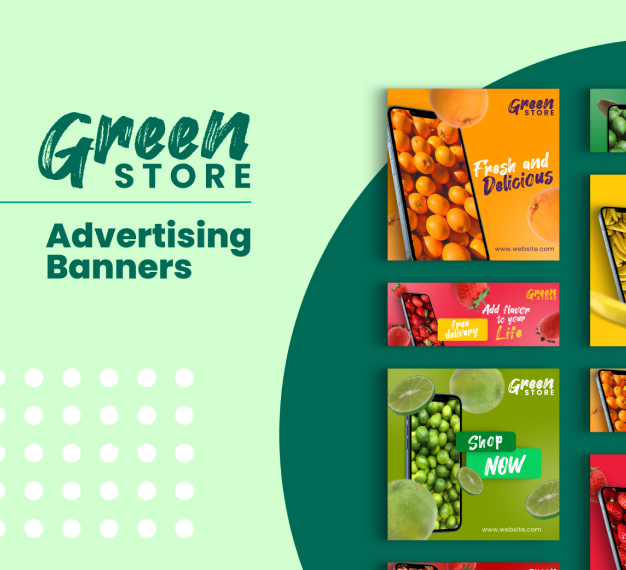 Green
STORE
Advertising
Banners
Green
STORE
Fresh and
Delicious
www.website.com
Green
STORE
Add flavor
to your
Life
free
delivery
Green
STORE
Shop
NOW
www.website.com